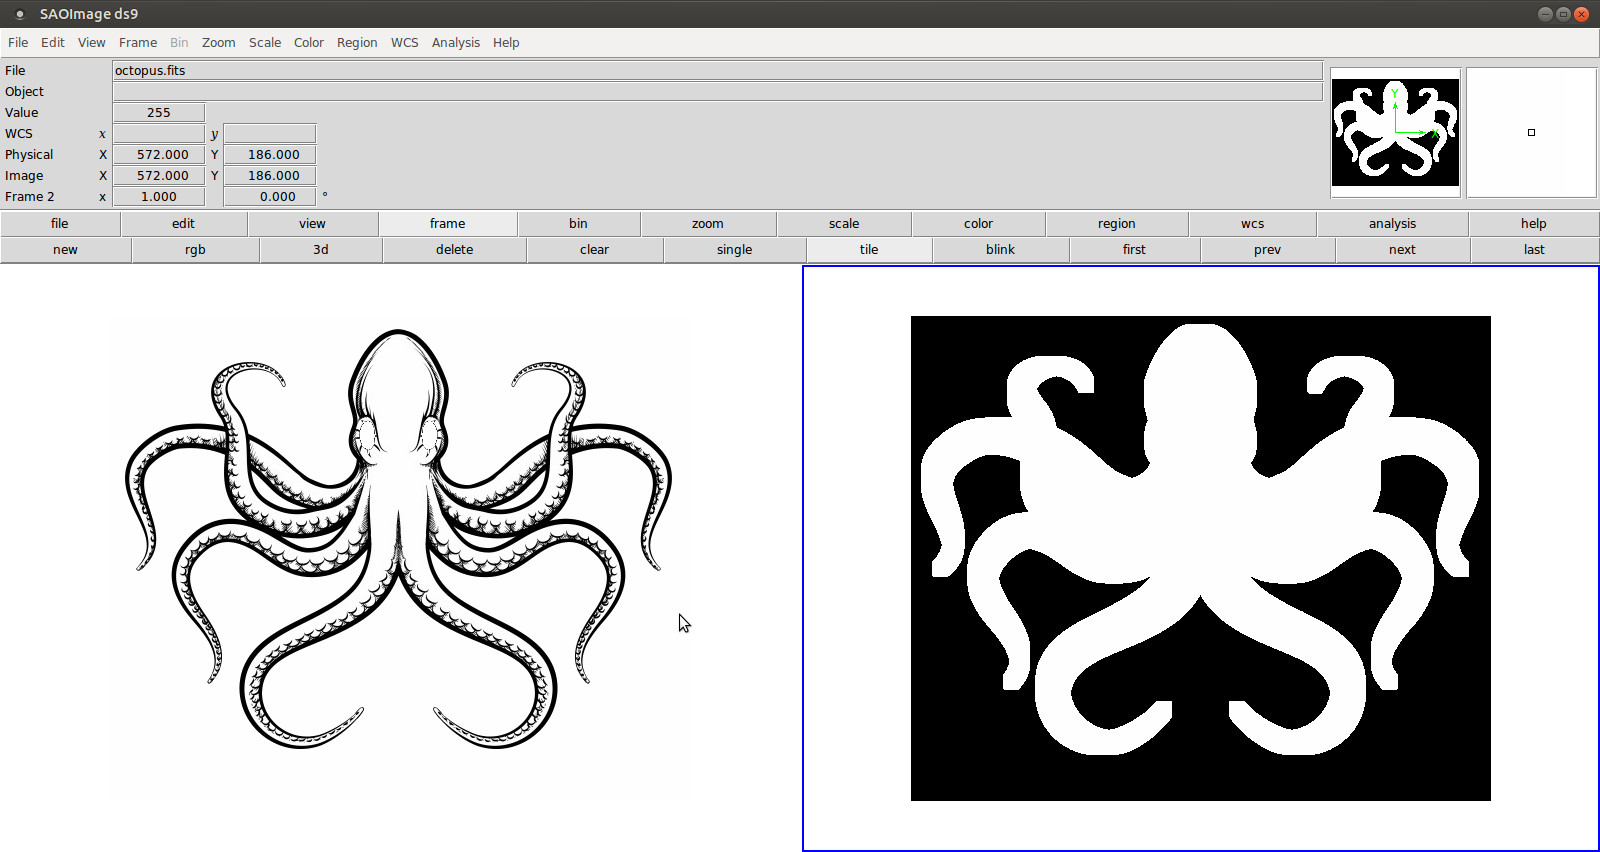 SAOImage ds9
File Edit View Frame Bin Zoom Scale Color Region WCS Analysis Help
File octopus.fits
Object
Value 255
WCS x y
Physical X 572.000 Y 186.000
Image X 572.000 Y 186.000
Frame 2 x 1.000 0.000 °
Y
X
file edit view frame bin zoom scale color region wcs analysis help
new rgb 3d delete clear single tile blink first prev next last